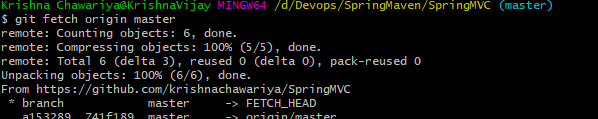 Krishna Chawariya@KrishnaVijay MINGW64 /d/Devops/SpringMaven/SpringMVC (master)
$ git fetch origin master
remote: Counting objects: 6, done.
remote: Compressing objects: 100% (5/5), done.
remote: Total 6 (delta 3), reused 0 (delta 0), pack-reused 0
Unpacking objects: 100% (6/6), done.
From https://github.com/krishnachawariya/SpringMVC
 * branch            master     -> FETCH_HEAD
   a153289..741f189  master     -> origin/master